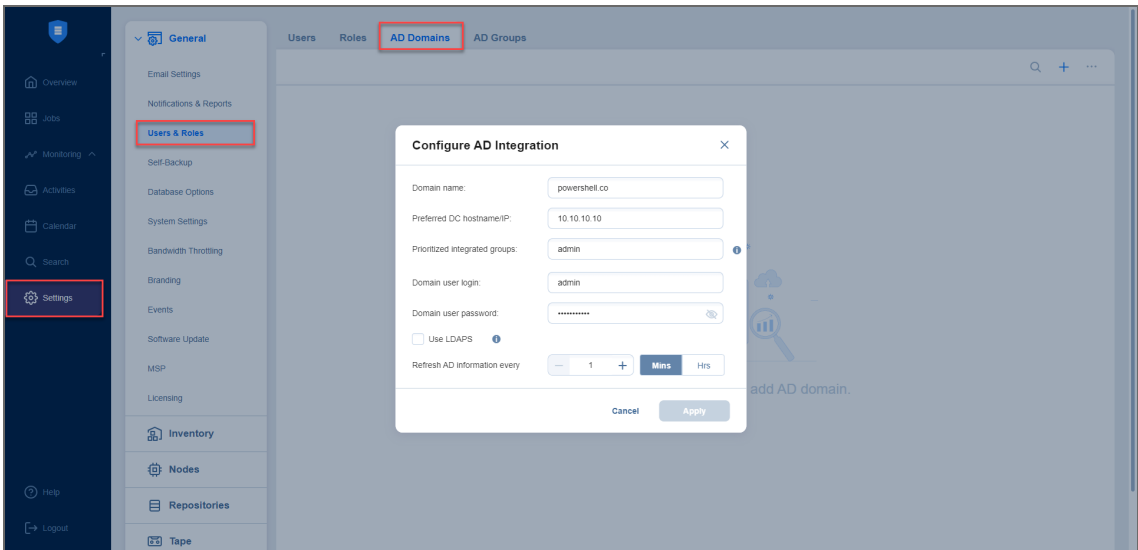 Overview
Jobs
Monitoring
Activities
Calendar
Search
Settings
Help
Logout
General
Email Settings
Notifications & Reports
Users & Roles
Self-Backup
Database Options
System Settings
Bandwidth Throttling
Branding
Events
Software Update
MSP
Licensing
Inventory
Nodes
Repositories
Tape
Users Roles AD Domains AD Groups
Configure AD Integration
Domain name: powershell.co
Preferred DC hostname/IP: 10.10.10.10
Prioritized integrated groups: admin
Domain user login: admin
Domain user password: •••••••••••
Use LDAPS
Refresh AD information every 1 Mins Hrs
Cancel Apply
add AD domain.